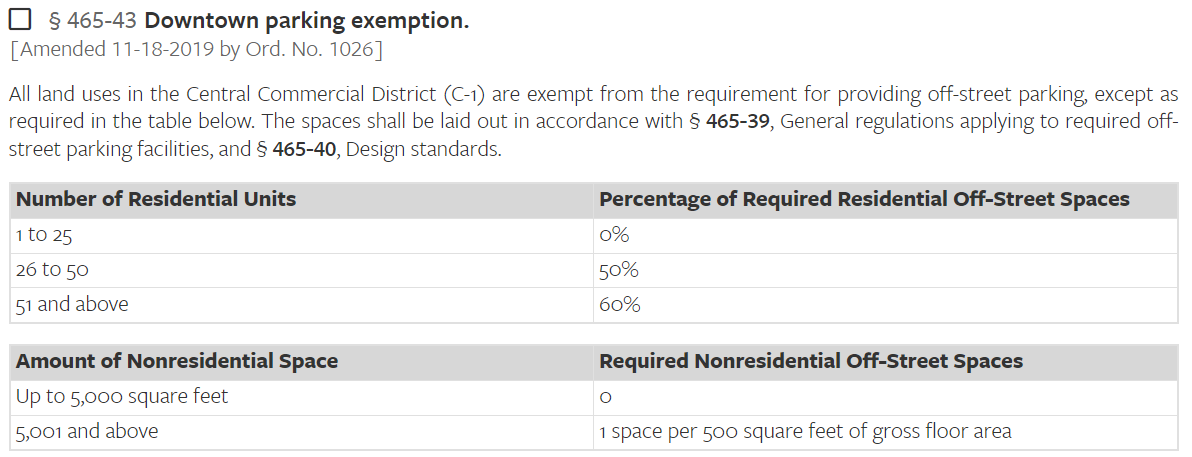 § 465-43 Downtown parking exemption.
[Amended 11-18-2019 by Ord. No. 1026]
All land uses in the Central Commercial District (C-1) are exempt from the requirement for providing off-street parking, except as
required in the table below. The spaces shall be laid out in accordance with § 465-39, General regulations applying to required off-
street parking facilities, and § 465-40, Design standards.
Number of Residential Units Percentage of Required Residential Off-Street Spaces
1 to 25 0%
26 to 50 50%
51 and above 60%
Amount of Nonresidential Space Required Nonresidential Off-Street Spaces
Up to 5,000 square feet 0
5,001 and above 1 space per 500 square feet of gross floor area